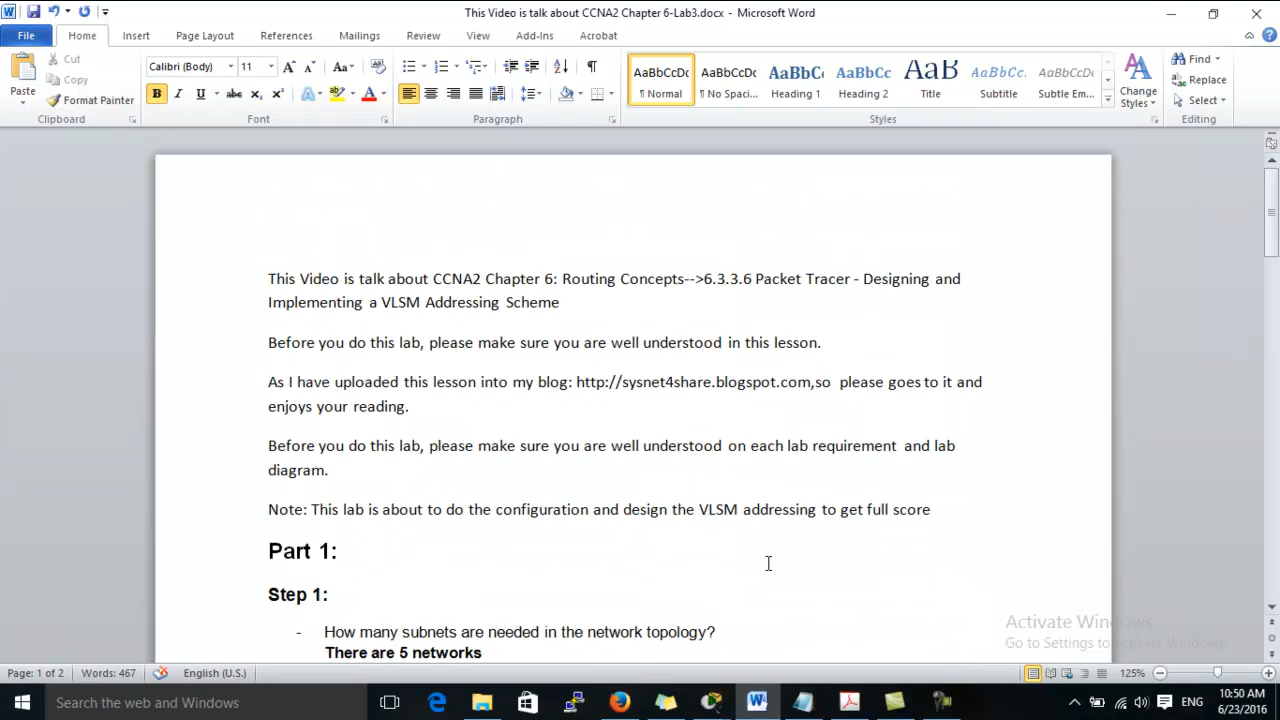 This Video is talk about CCNA2 Chapter 6-Lab3.docx - Microsoft Word
File Home Insert Page Layout References Mailings Review View Add-Ins Acrobat
Paste
Cut
Copy
Format Painter
Clipboard
Calibri (Body) 11
Font
Paragraph
AaBbCcDc AaBbCcDc AaBbC AaBbCc AaB AaBbCc. AaBbCcDc
¶ Normal ¶ No Spaci... Heading 1 Heading 2 Title Subtitle Subtle Em...
Change
Styles
Styles
Find
Replace
Select
Editing
This Video is talk about CCNA2 Chapter 6: Routing Concepts-->6.3.3.6 Packet Tracer - Designing and
Implementing a VLSM Addressing Scheme
Before you do this lab, please make sure you are well understood in this lesson.
As I have uploaded this lesson into my blog: http://sysnet4share.blogspot.com,so please goes to it and
enjoys your reading.
Before you do this lab, please make sure you are well understood on each lab requirement and lab
diagram.
Note: This lab is about to do the configuration and design the VLSM addressing to get full score
Part 1:
Step 1:
- How many subnets are needed in the network topology?
There are 5 networks
Activate Windows
Go to Settings to activate Windows.
Page: 1 of 2 Words: 467 English (U.S.) 125%
Search the web and Windows
ENG
10:50 AM
6/23/2016